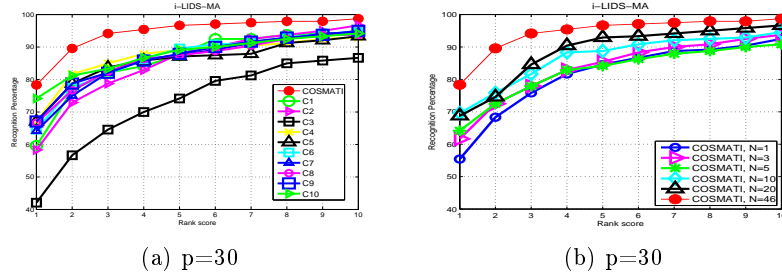 i-LIDS-MA
Recognition Percentage
100
90
80
70
60
50
40
COSMATI
C1
C2
C3
C4
C5
C6
C7
C8
C9
C10
1 2 3 4 5 6 7 8 9 10
Rank score
(a) p=30
i-LIDS-MA
Recognition Percentage
100
90
80
70
60
50
40
COSMATI, N=1
COSMATI, N=3
COSMATI, N=5
COSMATI, N=10
COSMATI, N=20
COSMATI, N=46
1 2 3 4 5 6 7 8 9 10
Rank score
(b) p=30